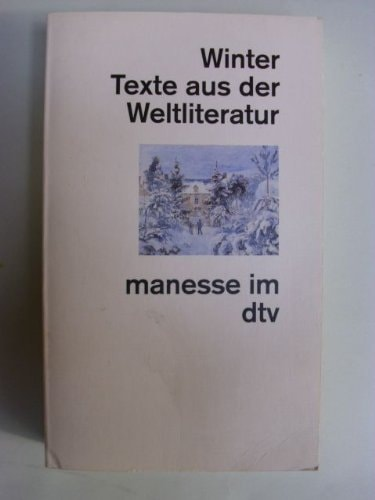 Winter
Texte aus der
Weltliteratur
manesse im
dtv